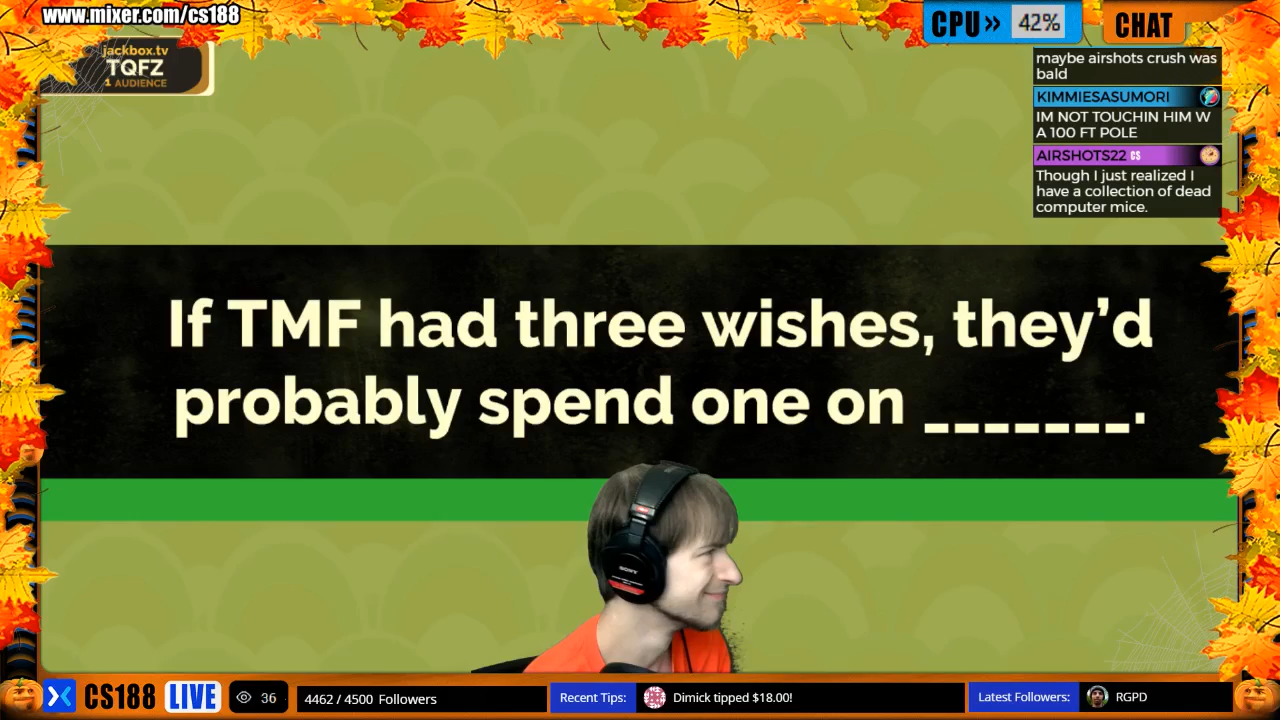 www.mixer.com/cs188
CPU» 42%
CHAT
jackbox.tv
TQFZ
1 AUDIENCE
maybe airshots crush was
bald
KIMMIESASUMORI
IM NOT TOUCHIN HIM W
A 100 FT POLE
AIRSHOTS22 CS
Though I just realized I
have a collection of dead
computer mice.
If TMF had three wishes, they’d
probably spend one on _______.
SONY
CS188 LIVE
36
4462 / 4500 Followers
Recent Tips:
Dimick tipped $18.00!
Latest Followers:
RGPD